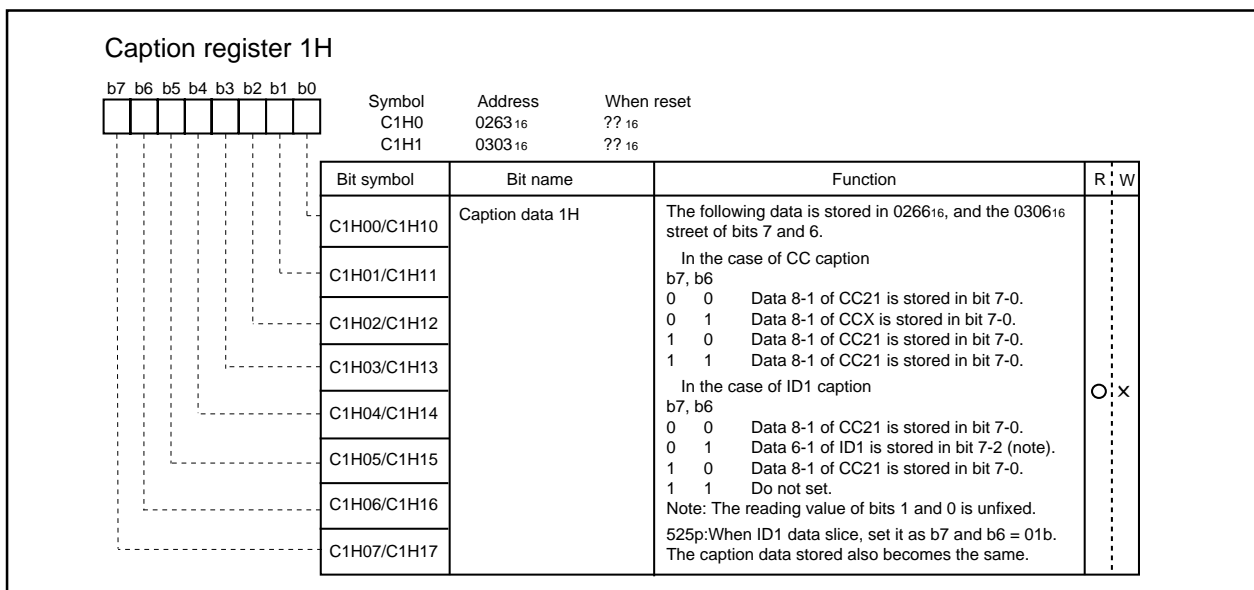 Caption register 1H
b7 b6 b5 b4 b3 b2 b1 b0
Symbol Address When reset
C1H0 0263 16 ?? 16
C1H1 0303 16 ?? 16
Bit symbol Bit name Function R W
C1H00/C1H10 Caption data 1H The following data is stored in 026616, and the 030616
street of bits 7 and 6.
In the case of CC caption
C1H01/C1H11
b7, b6
0 0 Data 8-1 of CC21 is stored in bit 7-0.
0 1 Data 8-1 of CCX is stored in bit 7-0.
C1H02/C1H12
1 0 Data 8-1 of CC21 is stored in bit 7-0.
1 1 Data 8-1 of CC21 is stored in bit 7-0.
C1H03/C1H13
In the case of ID1 caption O X
b7, b6
C1H04/C1H14
0 0 Data 8-1 of CC21 is stored in bit 7-0.
0 1 Data 6-1 of ID1 is stored in bit 7-2 (note).
C1H05/C1H15
1 0 Data 8-1 of CC21 is stored in bit 7-0.
1 1 Do not set.
C1H06/C1H16
Note: The reading value of bits 1 and 0 is unfixed.
525p:When ID1 data slice, set it as b7 and b6 = 01b.
C1H07/C1H17
The caption data stored also becomes the same.